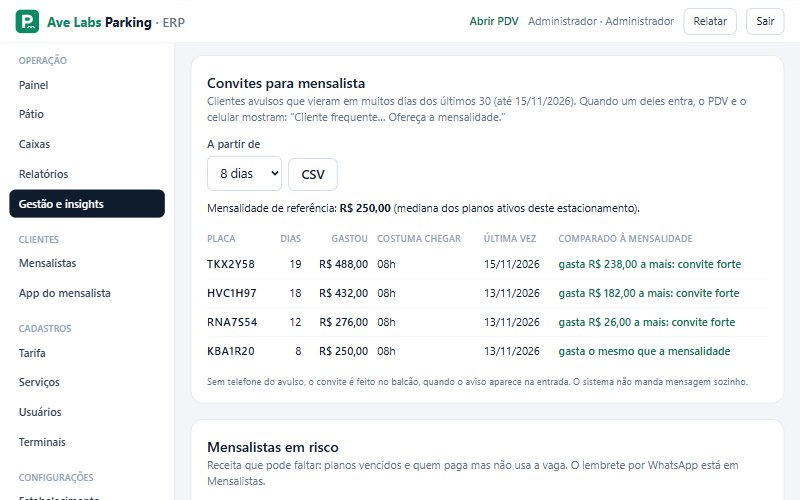 Ave Labs Parking · ERP
Abrir PDV Administrador · Administrador Relatar Sair
OPERAÇÃO
Painel
Pátio
Caixas
Relatórios
Gestão e insights
CLIENTES
Mensalistas
App do mensalista
CADASTROS
Tarifa
Serviços
Usuários
Terminais
CONFIGURAÇÕES
Convites para mensalista
Clientes avulsos que vieram em muitos dias dos últimos 30 (até 15/11/2026). Quando um deles entra, o PDV e o
celular mostram: "Cliente frequente... Ofereça a mensalidade."
A partir de
8 dias CSV
Mensalidade de referência: R$ 250,00 (mediana dos planos ativos deste estacionamento).
PLACA DIAS GASTOU COSTUMA CHEGAR ÚLTIMA VEZ COMPARADO À MENSALIDADE
TKX2Y58 19 R$ 488,00 08h 15/11/2026 gasta R$ 238,00 a mais: convite forte
HVC1H97 18 R$ 432,00 08h 13/11/2026 gasta R$ 182,00 a mais: convite forte
RNA7S54 12 R$ 276,00 08h 13/11/2026 gasta R$ 26,00 a mais: convite forte
KBA1R20 8 R$ 250,00 08h 13/11/2026 gasta o mesmo que a mensalidade
Sem telefone do avulso, o convite é feito no balcão, quando o aviso aparece na entrada. O sistema não manda mensagem sozinho.
Mensalistas em risco
Receita que pode faltar: planos vencidos e quem paga mas não usa a vaga. O lembrete por WhatsApp está em
Mensalistas.